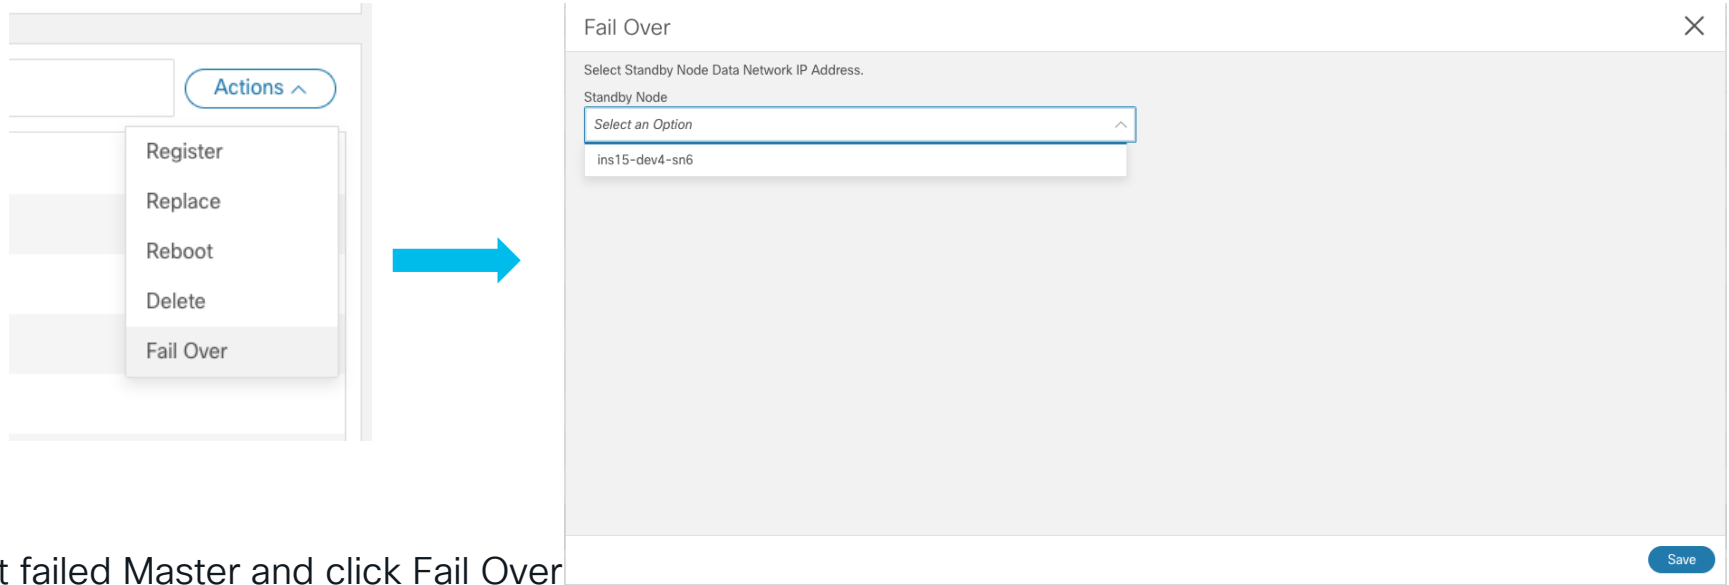 Actions
Register
Replace
Reboot
Delete
Fail Over
Fail Over
Select Standby Node Data Network IP Address.
Standby Node
Select an Option
ins15-dev4-sn6
Save
failed Master and click Fail Over